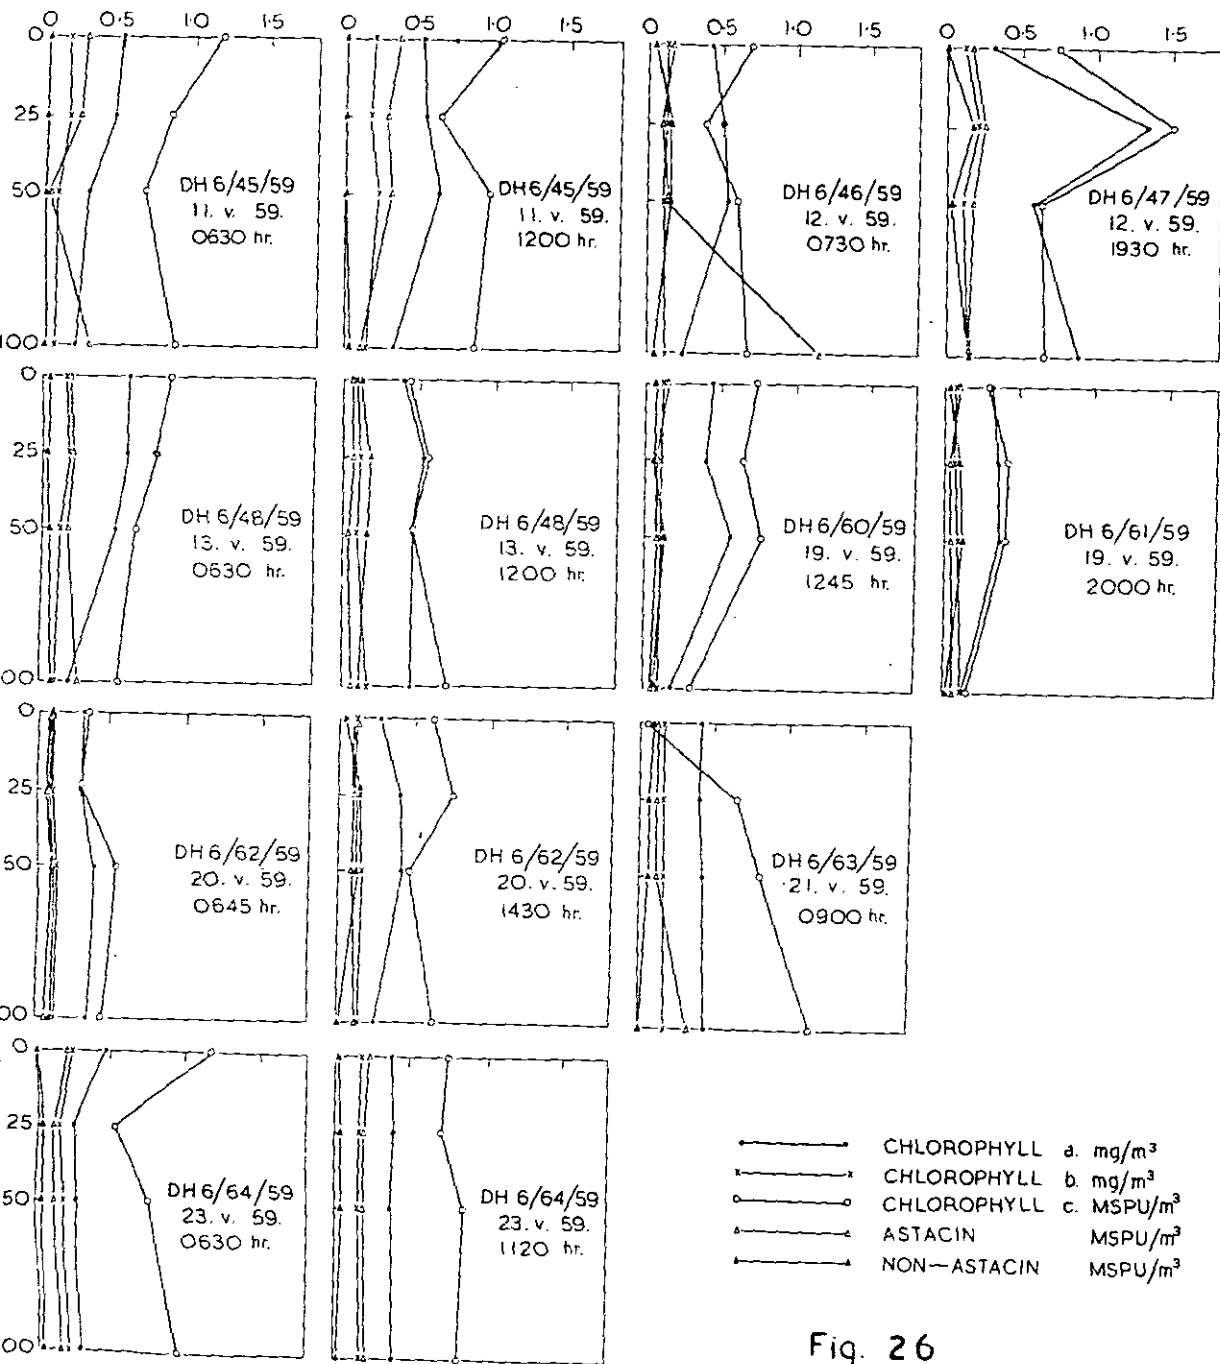 0 0.5 1.0 0 0.5 1.0 0 0.5 1.0 0 0.5 1.0 1.5
0
25
50
100
DH 6/45/59
11. v. 59.
0630 hr.
DH 6/45/59
11. v. 59.
1200 hr.
DH 6/46/59
12. v. 59.
0730 hr.
DH 6/47/59
12. v. 59.
1930 hr.
0
25
50
00
DH 6/48/59
13. v. 59.
0630 hr.
DH 6/48/59
13. v. 59.
1200 hr.
DH 6/60/59
19. v. 59.
1245 hr.
DH 6/61/59
19. v. 59.
2000 hr.
0
25
50
00
DH 6/62/59
20. v. 59.
0645 hr.
DH 6/62/59
20. v. 59.
1430 hr.
DH 6/63/59
21. v. 59.
0900 hr.
0
25
50
00
DH 6/64/59
23. v. 59.
0630 hr.
DH 6/64/59
23. v. 59.
1120 hr.
CHLOROPHYLL a. mg/m³
CHLOROPHYLL b. mg/m³
CHLOROPHYLL c. MSPU/m³
ASTACIN MSPU/m³
NON-ASTACIN MSPU/m³
Fig. 26